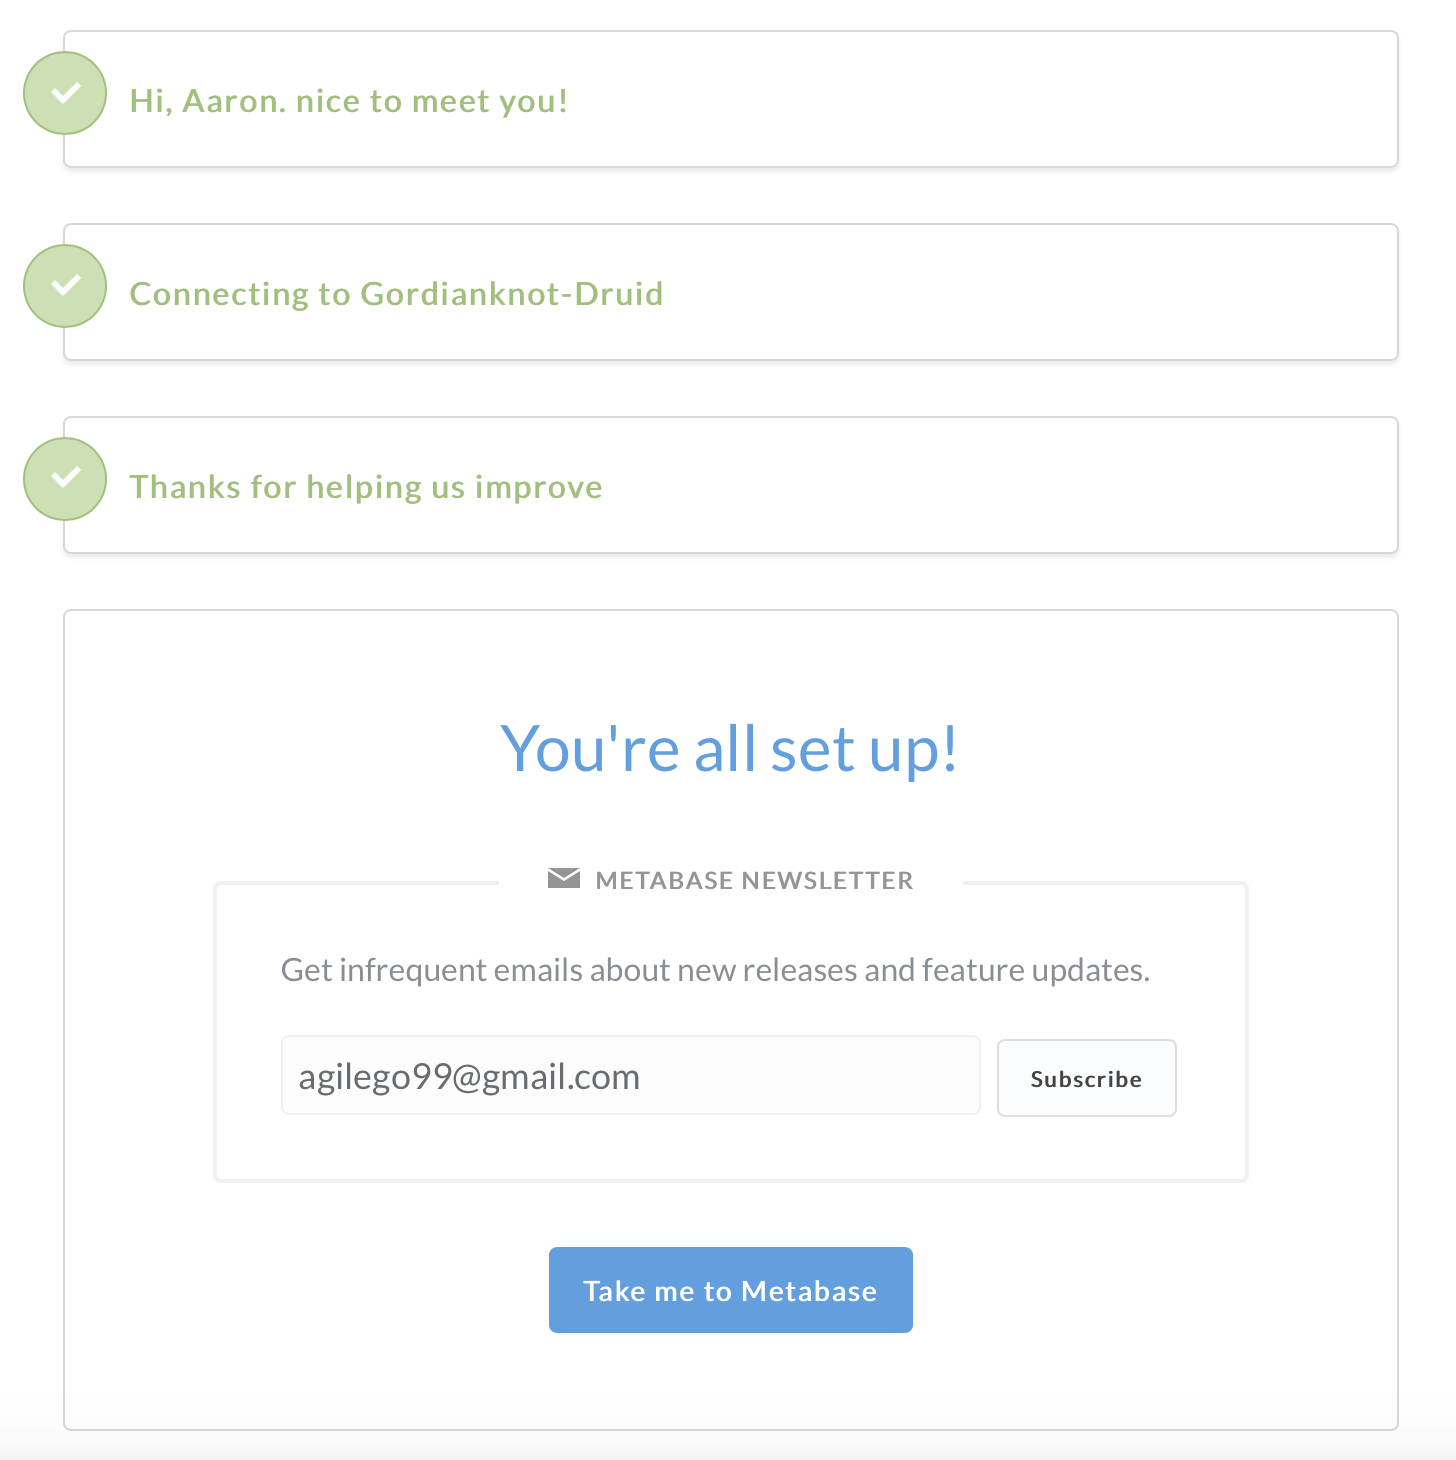 Hi, Aaron. nice to meet you!
Connecting to Gordianknot-Druid
Thanks for helping us improve
You're all set up!
METABASE NEWSLETTER
Get infrequent emails about new releases and feature updates.
agilego99@gmail.com
Subscribe
Take me to Metabase